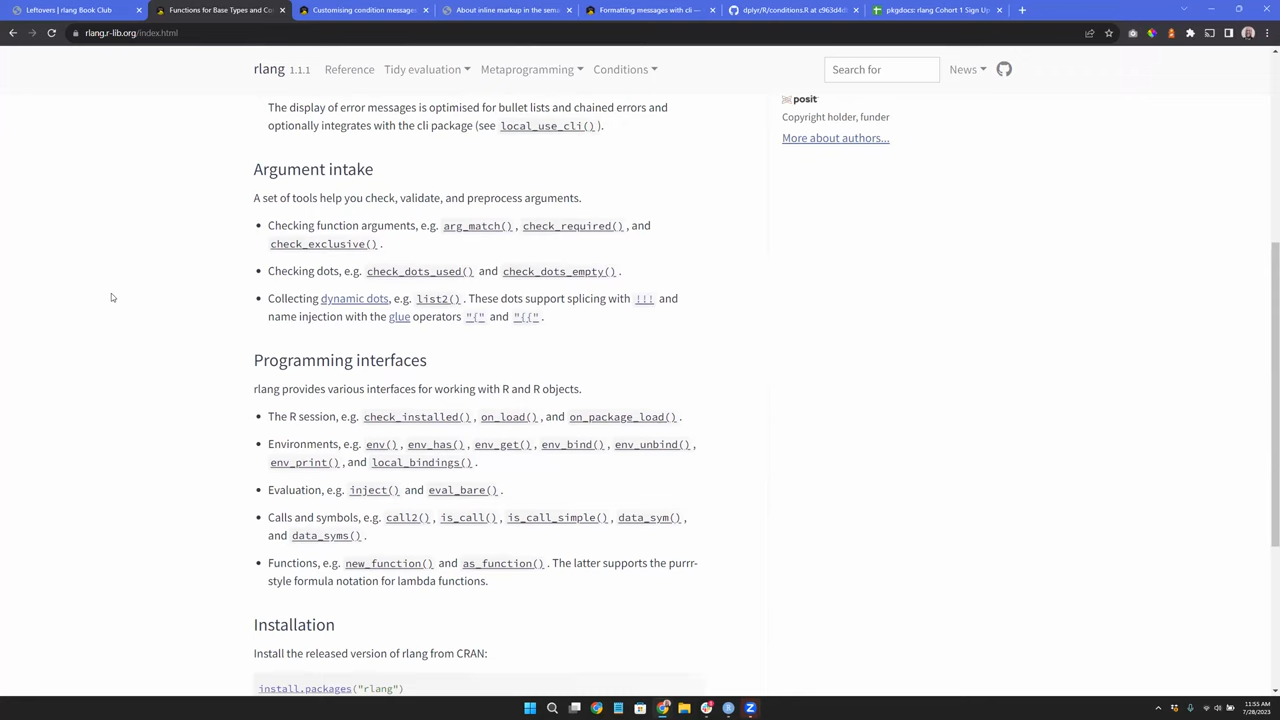 Leftovers | rlang Book Club
Functions for Base Types and Co
Customising condition messages
About inline markup in the sema
Formatting messages with cli —
dplyr/R/conditions.R at c963d4d
pkgdocs: rlang Cohort 1 Sign Up
rlang.r-lib.org/index.html
rlang 1.1.1 Reference Tidy evaluation Metaprogramming Conditions Search for News
The display of error messages is optimised for bullet lists and chained errors and
optionally integrates with the cli package (see local_use_cli() ).
posit
Copyright holder, funder
More about authors...
Argument intake
A set of tools help you check, validate, and preprocess arguments.
• Checking function arguments, e.g. arg_match() , check_required() , and
check_exclusive() .
• Checking dots, e.g. check_dots_used() and check_dots_empty() .
• Collecting dynamic dots, e.g. list2() . These dots support splicing with !!! and
name injection with the glue operators "{" and "{{" .
Programming interfaces
rlang provides various interfaces for working with R and R objects.
• The R session, e.g. check_installed() , on_load() , and on_package_load() .
• Environments, e.g. env() , env_has() , env_get() , env_bind() , env_unbind() ,
env_print() , and local_bindings() .
• Evaluation, e.g. inject() and eval_bare() .
• Calls and symbols, e.g. call2() , is_call() , is_call_simple() , data_sym() ,
and data_syms() .
• Functions, e.g. new_function() and as_function() . The latter supports the purrr-
style formula notation for lambda functions.
Installation
Install the released version of rlang from CRAN:
install.packages("rlang")
11:55 AM
7/28/2023